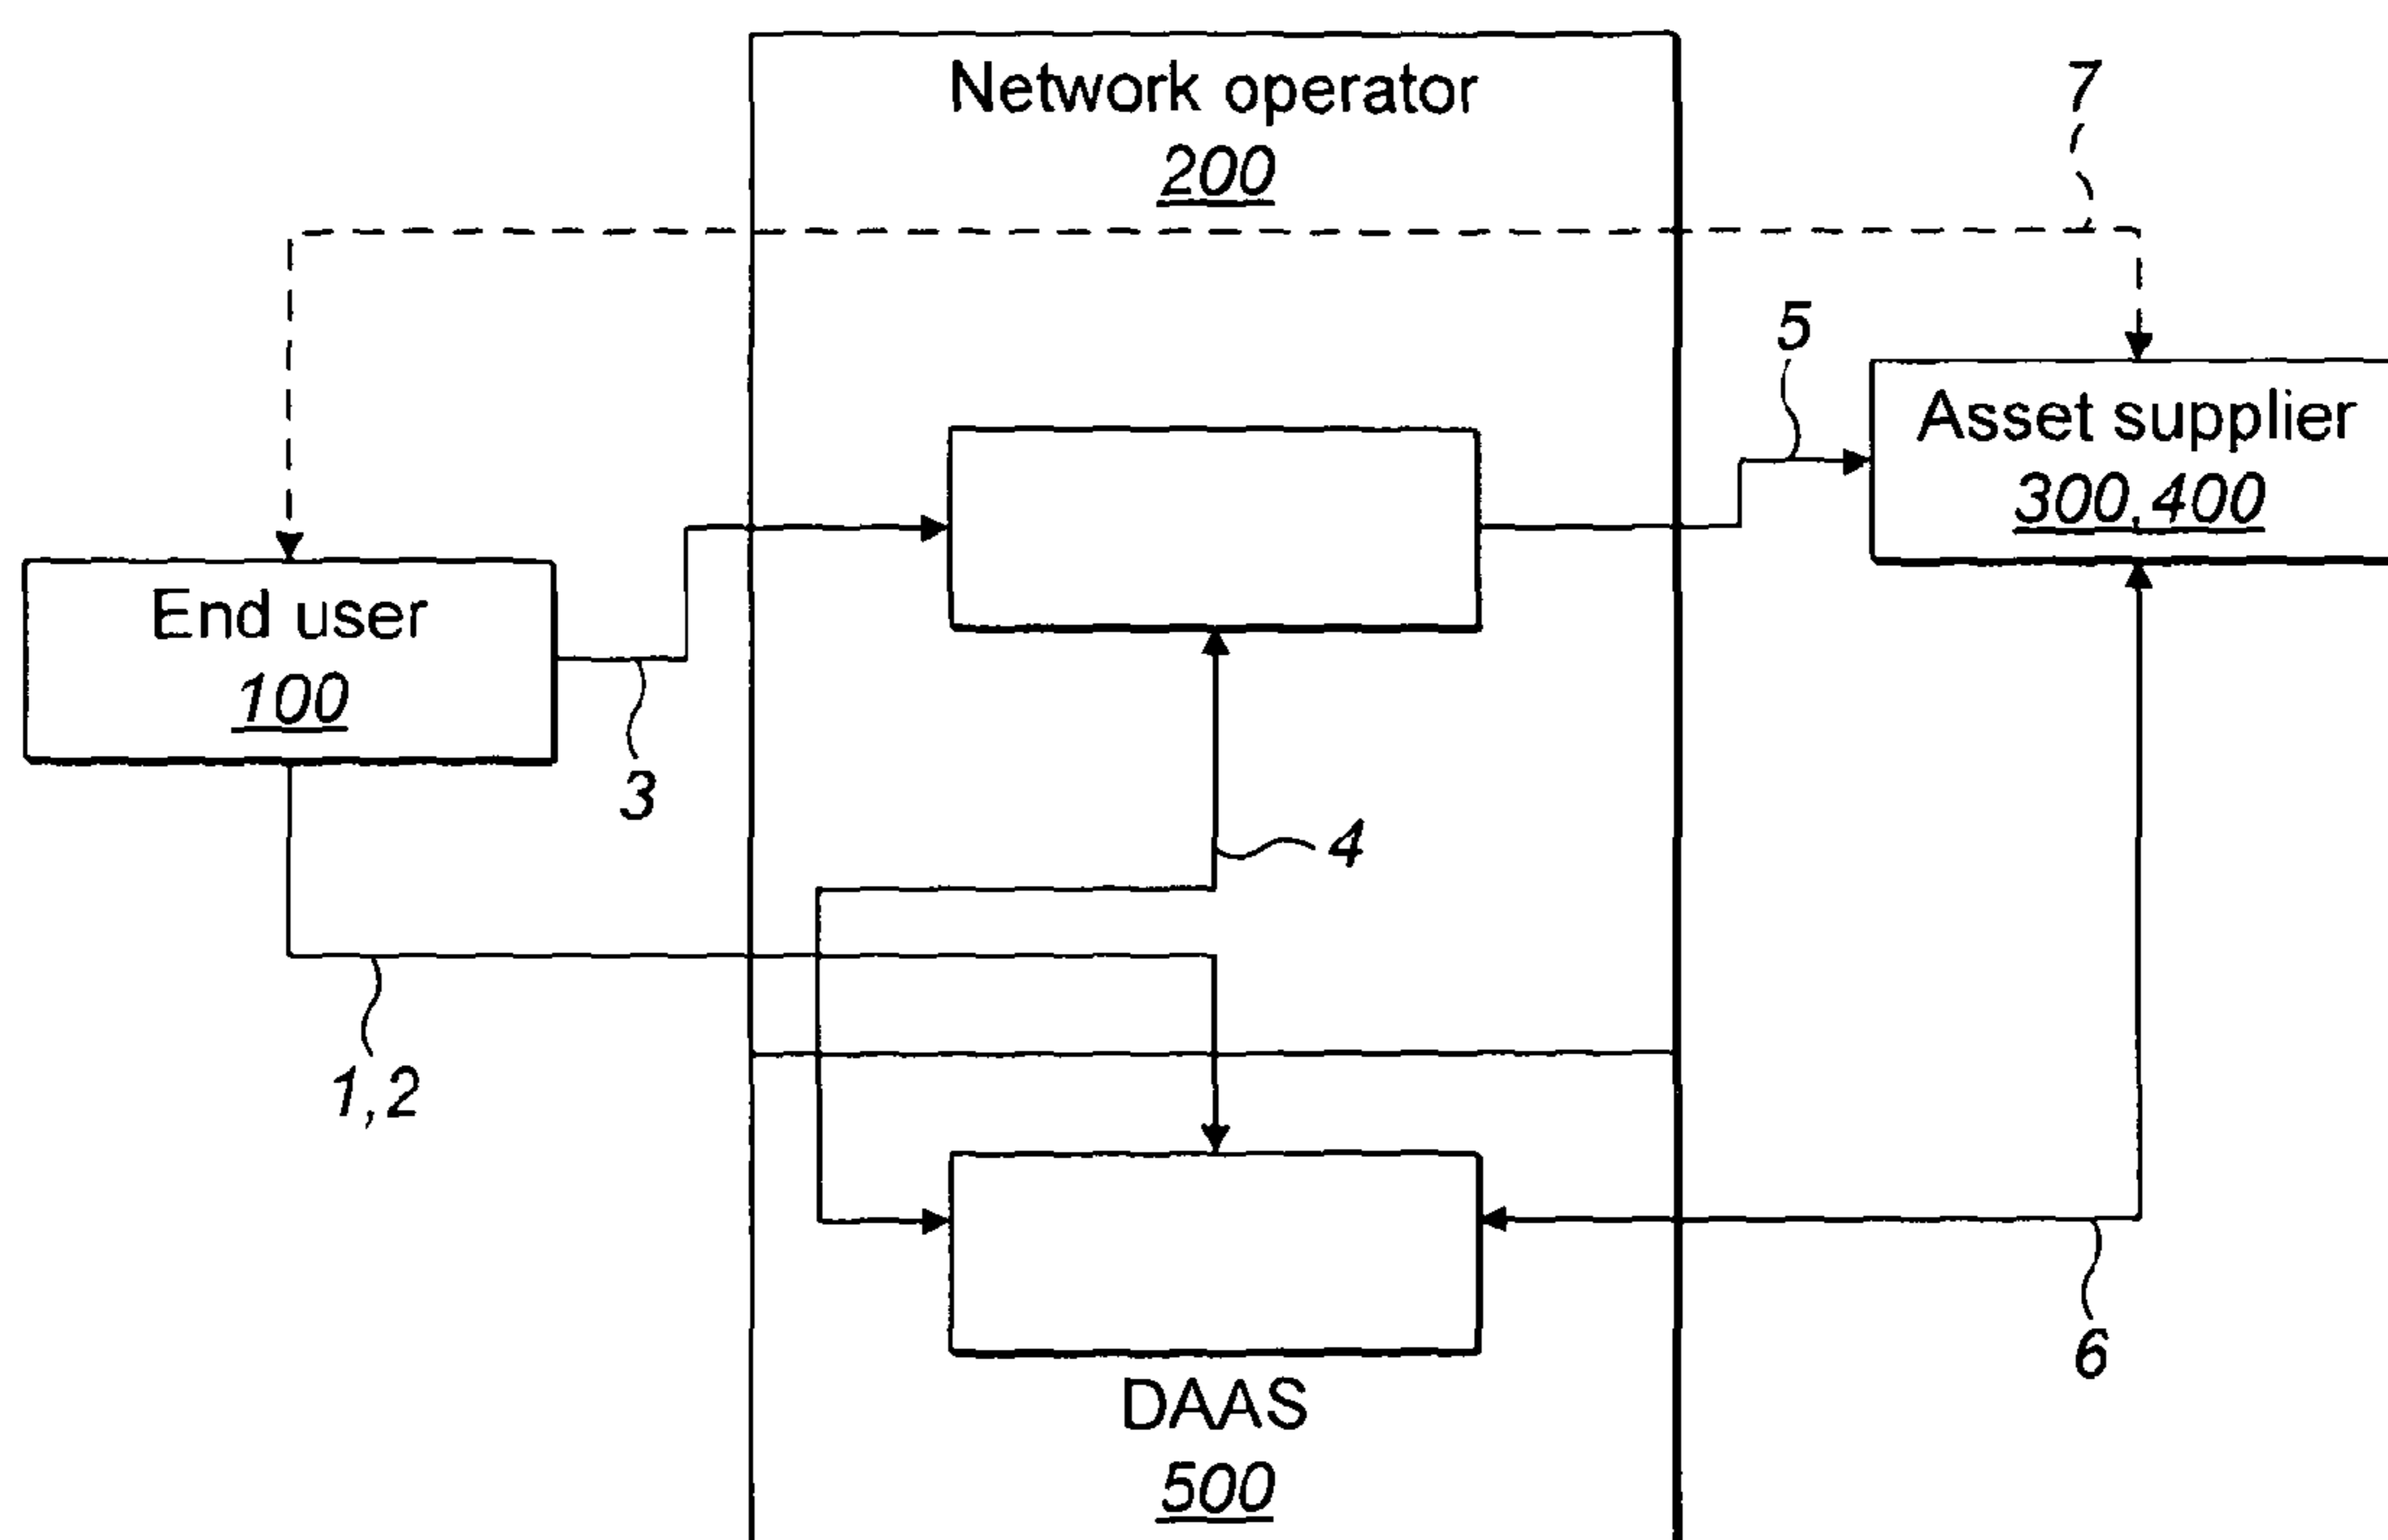 Network operator
200
7
5
Asset supplier
300,400
End user
100
3
4
1,2
6
DAAS
500